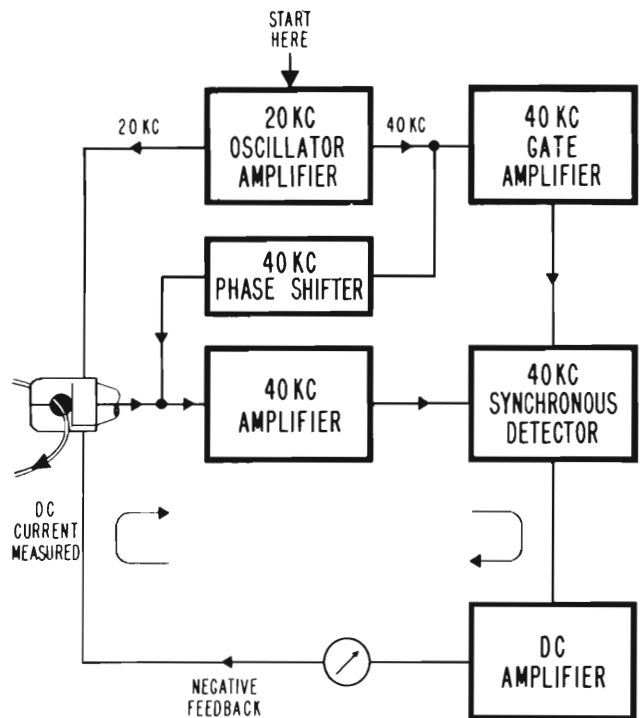 START
HERE
20 KC
20 KC
OSCILLATOR
AMPLIFIER
40 KC
40 KC
GATE
AMPLIFIER
40 KC
PHASE SHIFTER
40 KC
AMPLIFIER
40 KC
SYNCHRONOUS
DETECTOR
DC
CURRENT
MEASURED
DC
AMPLIFIER
NEGATIVE
FEEDBACK